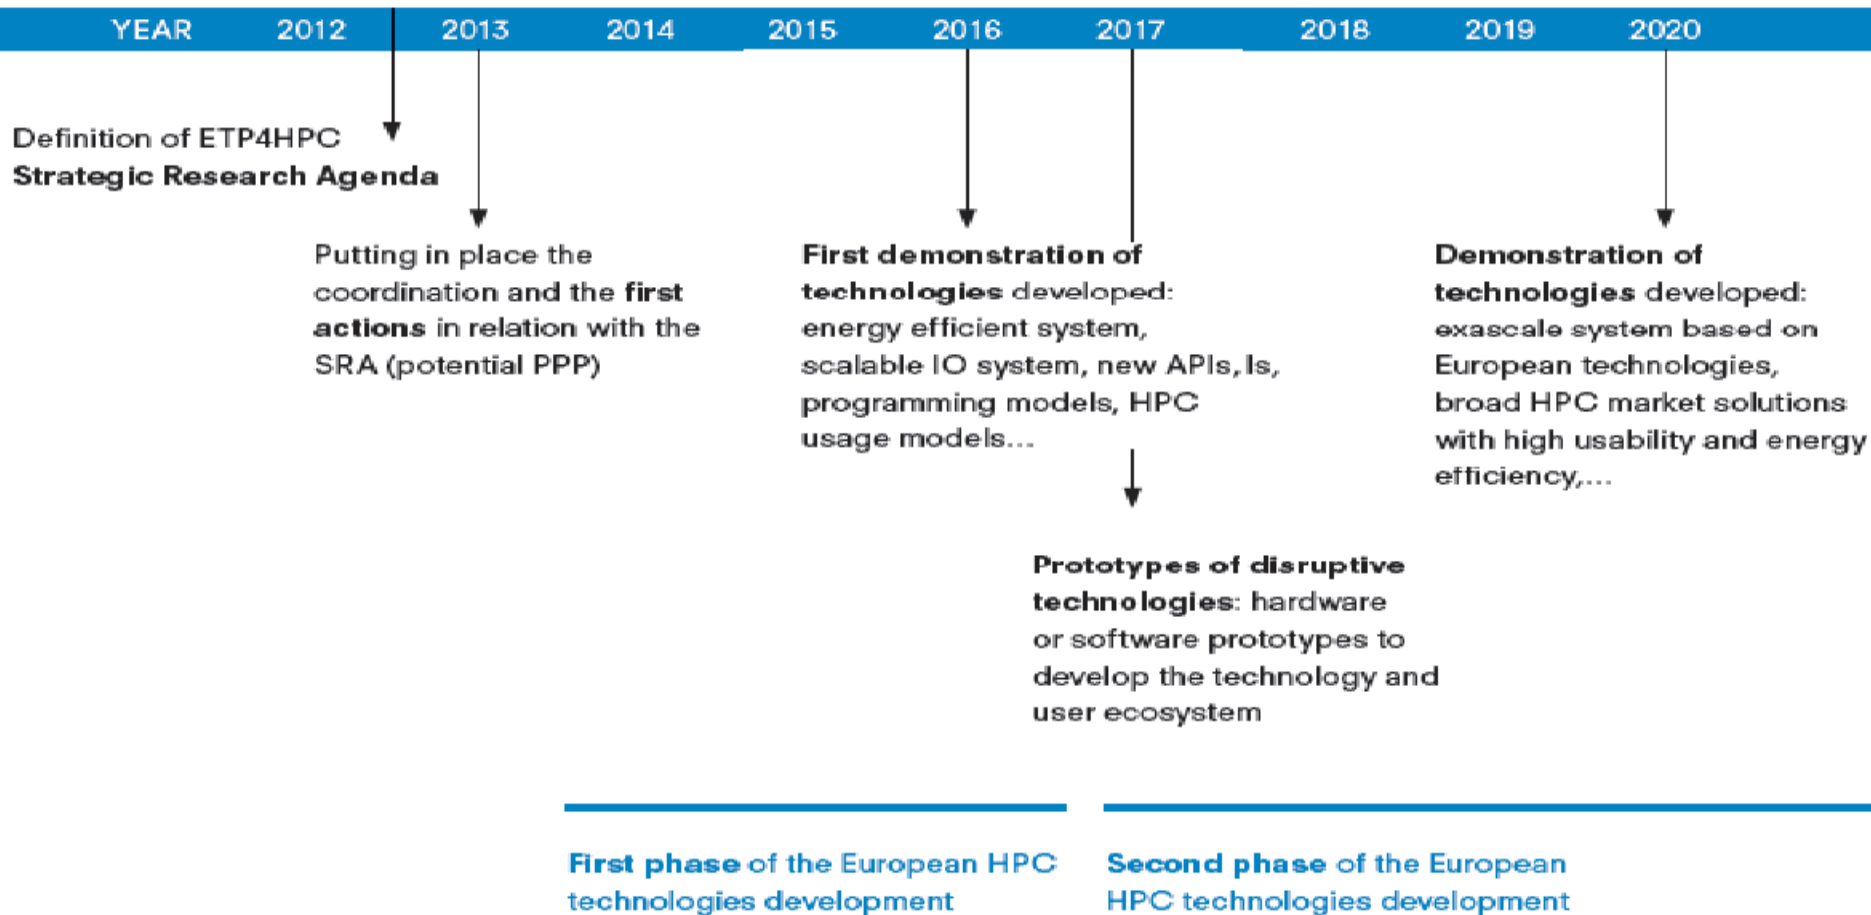 YEAR 2012 2013 2014 2015 2016 2017 2018 2019 2020
Definition of ETP4HPC
Strategic Research Agenda
Putting in place the
coordination and the first
actions in relation with the
SRA (potential PPP)
First demonstration of
technologies developed:
energy efficient system,
scalable IO system, new APIs, Is,
programming models, HPC
usage models...
Prototypes of disruptive
technologies: hardware
or software prototypes to
develop the technology and
user ecosystem
Demonstration of
technologies developed:
exascale system based on
European technologies,
broad HPC market solutions
with high usability and energy
efficiency,...
First phase of the European HPC
technologies development
Second phase of the European
HPC technologies development